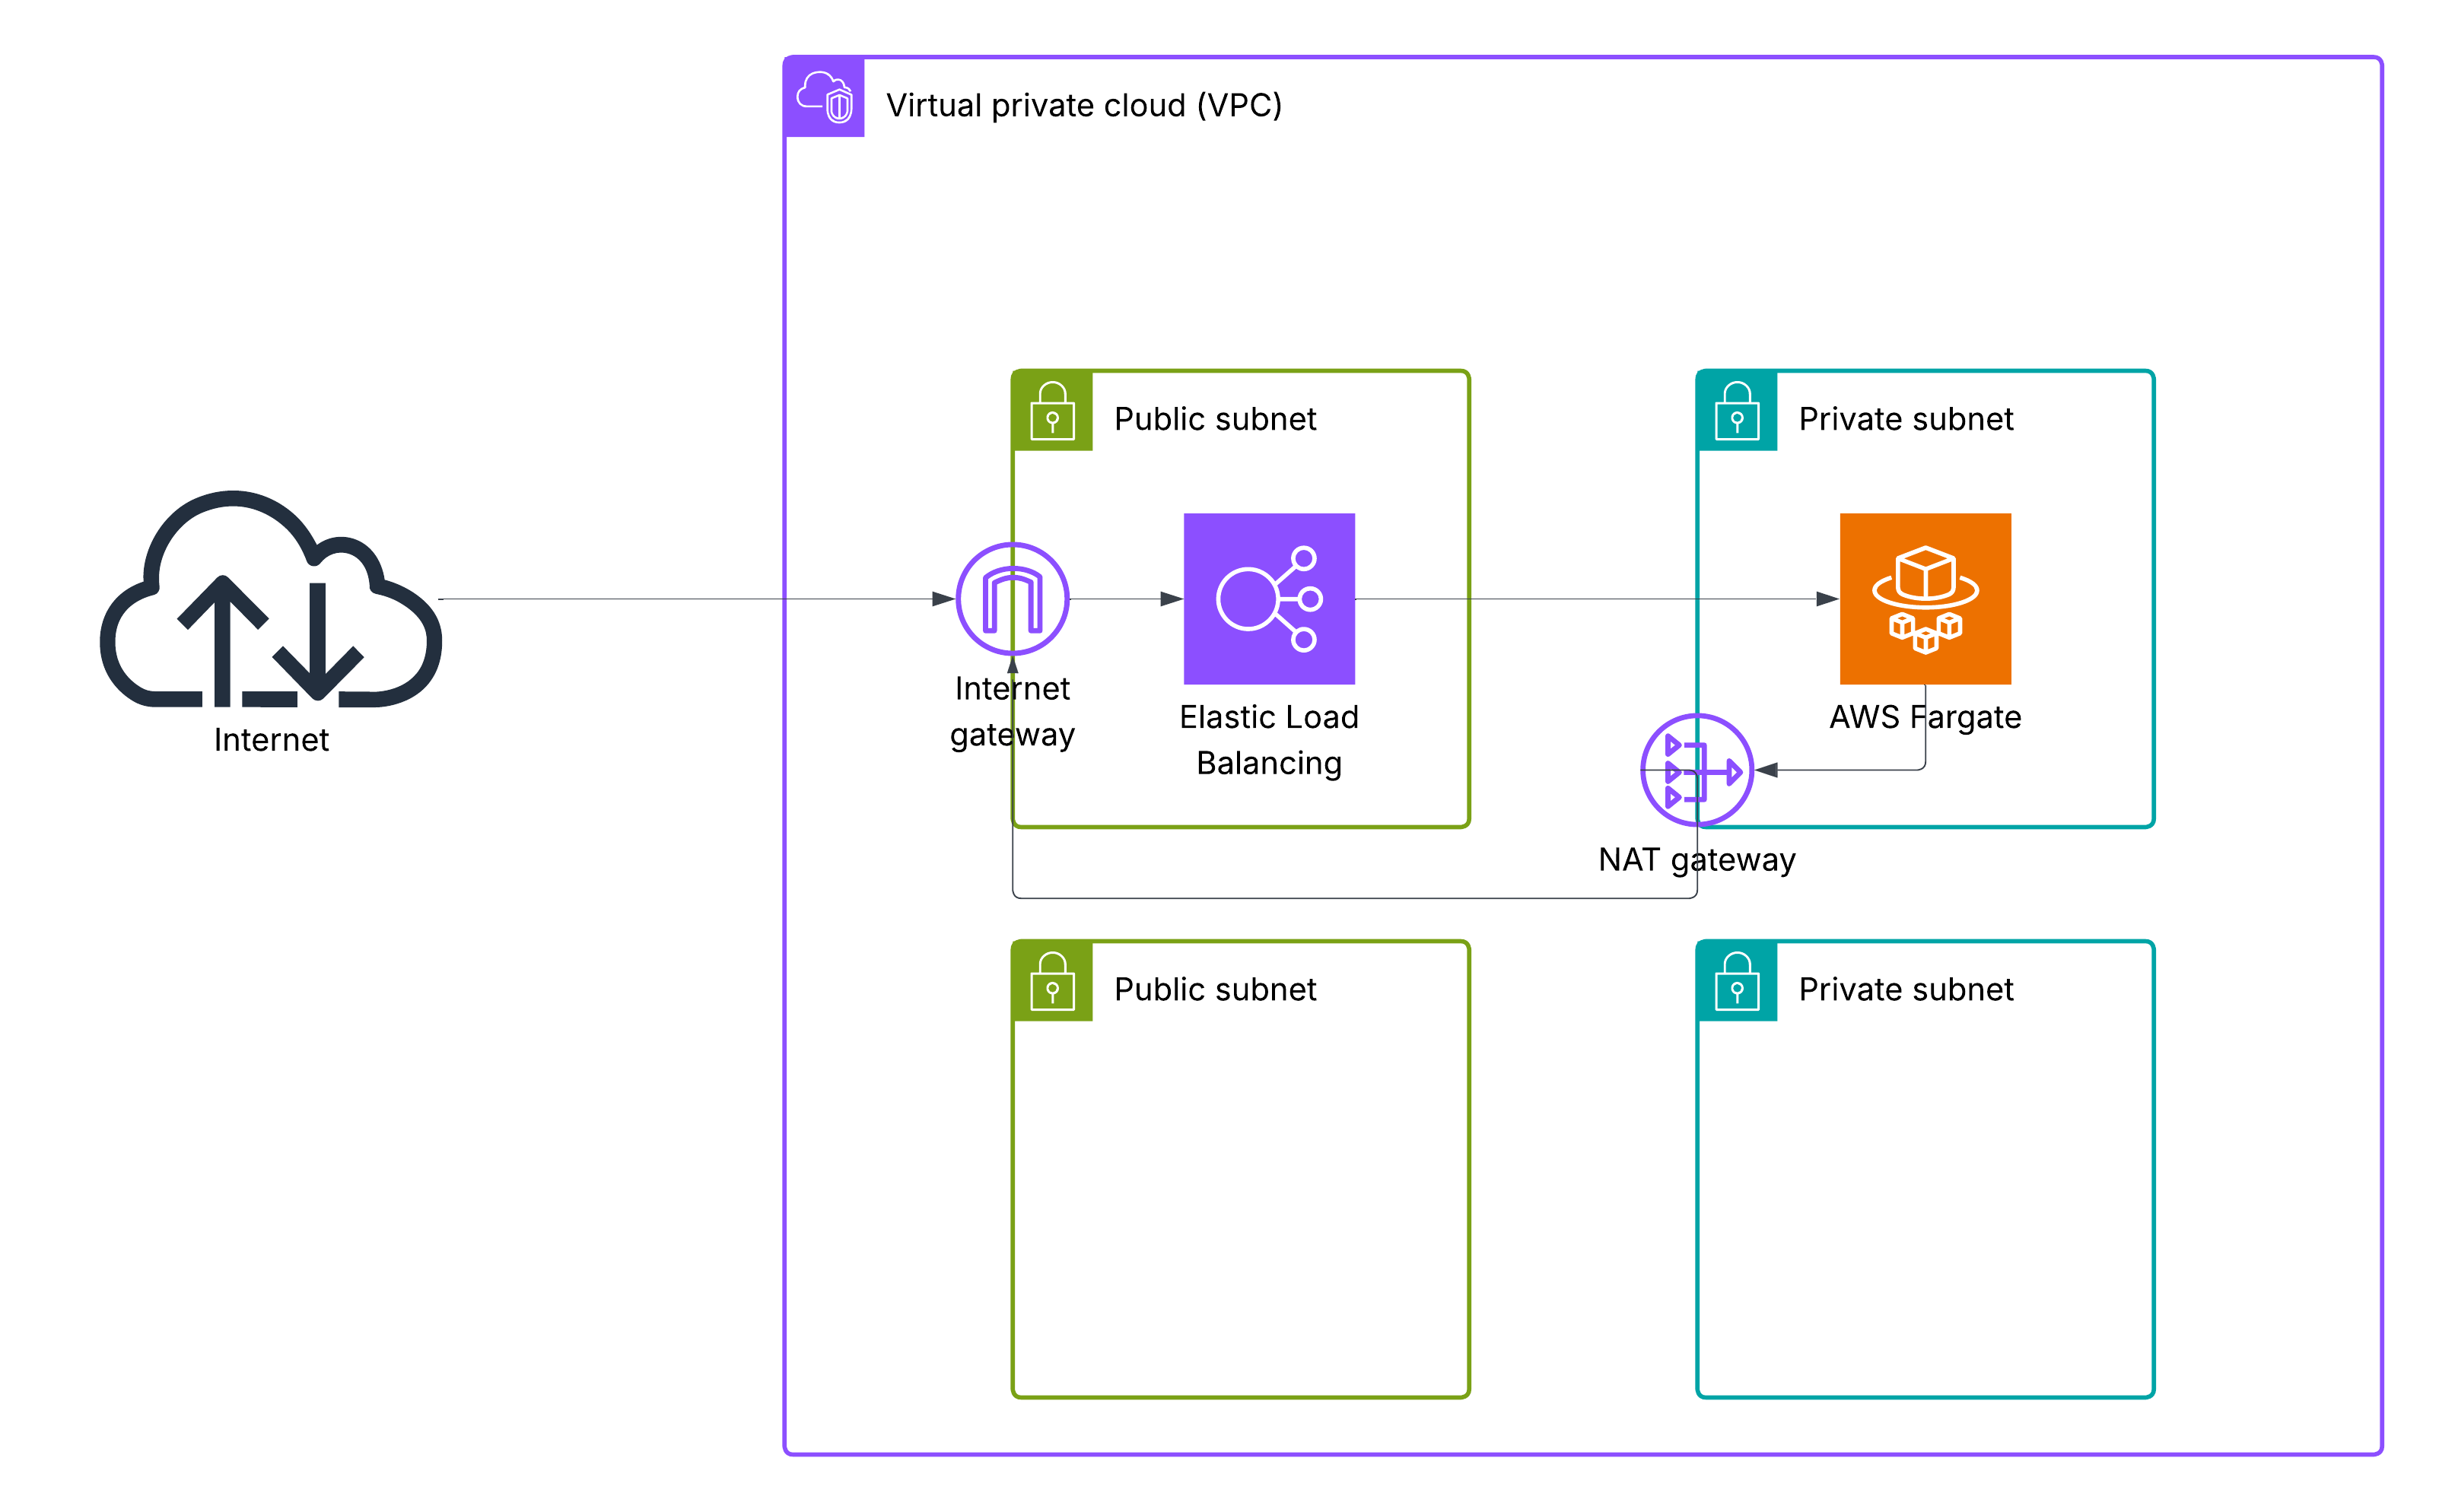 Virtual private cloud (VPC)
Public subnet
Private subnet
Internet
Internet
gateway
Elastic Load
Balancing
AWS Fargate
NAT gateway
Public subnet
Private subnet